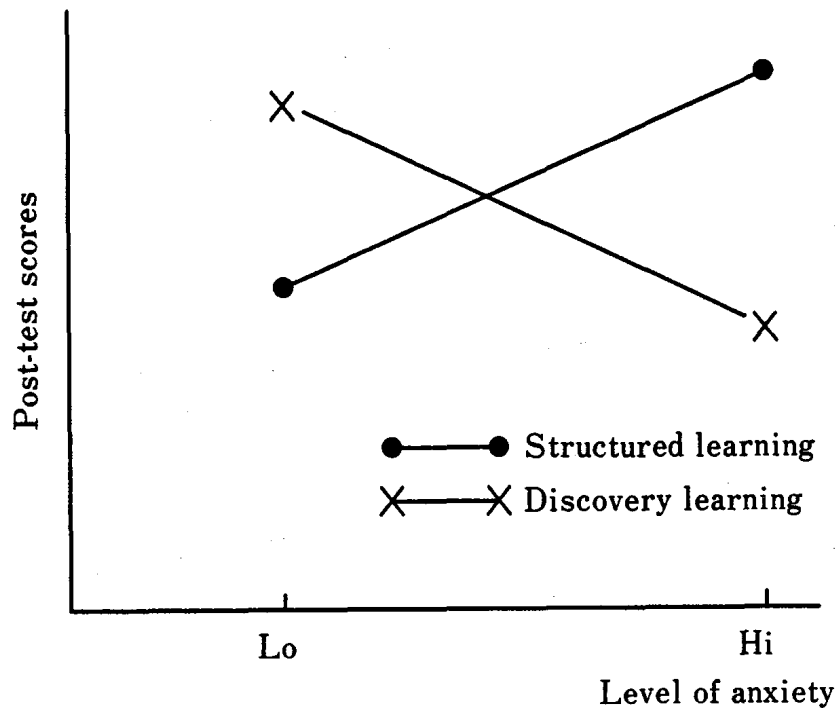 Post-test scores
Structured learning
Discovery learning
Lo
Hi
Level of anxiety